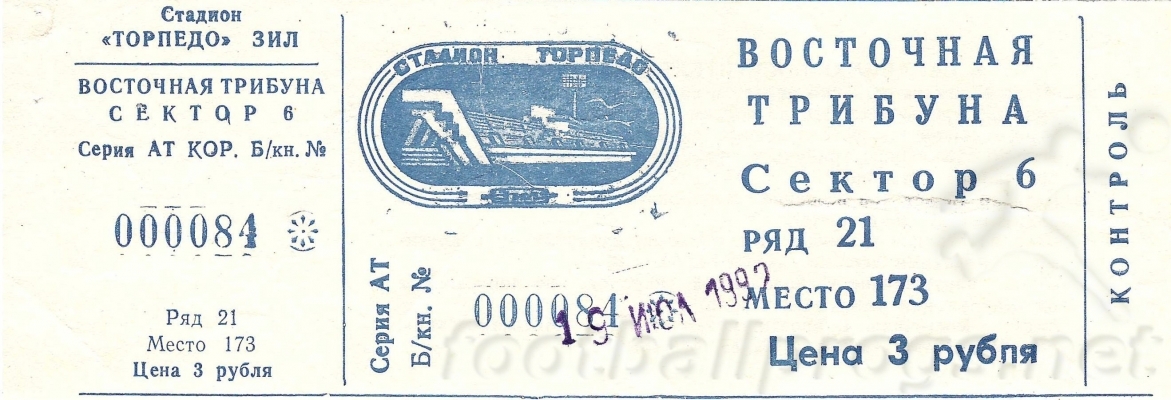 Стадион
«ТОРПЕДО» ЗИЛ
ВОСТОЧНАЯ ТРИБУНА
СЕКТОР 6
Серия АТ КОР. Б/кн. №
000084
Ряд 21
Место 173
Цена 3 рубля
СТАДИОН ТОРПЕДО
ЗИЛ
Серия АТ
Б/кн. №
000084
19 ИЮЛ 1992
ВОСТОЧНАЯ
ТРИБУНА
Сектор 6
РЯД 21
МЕСТО 173
Цена 3 рубля
КОНТРОЛЬ